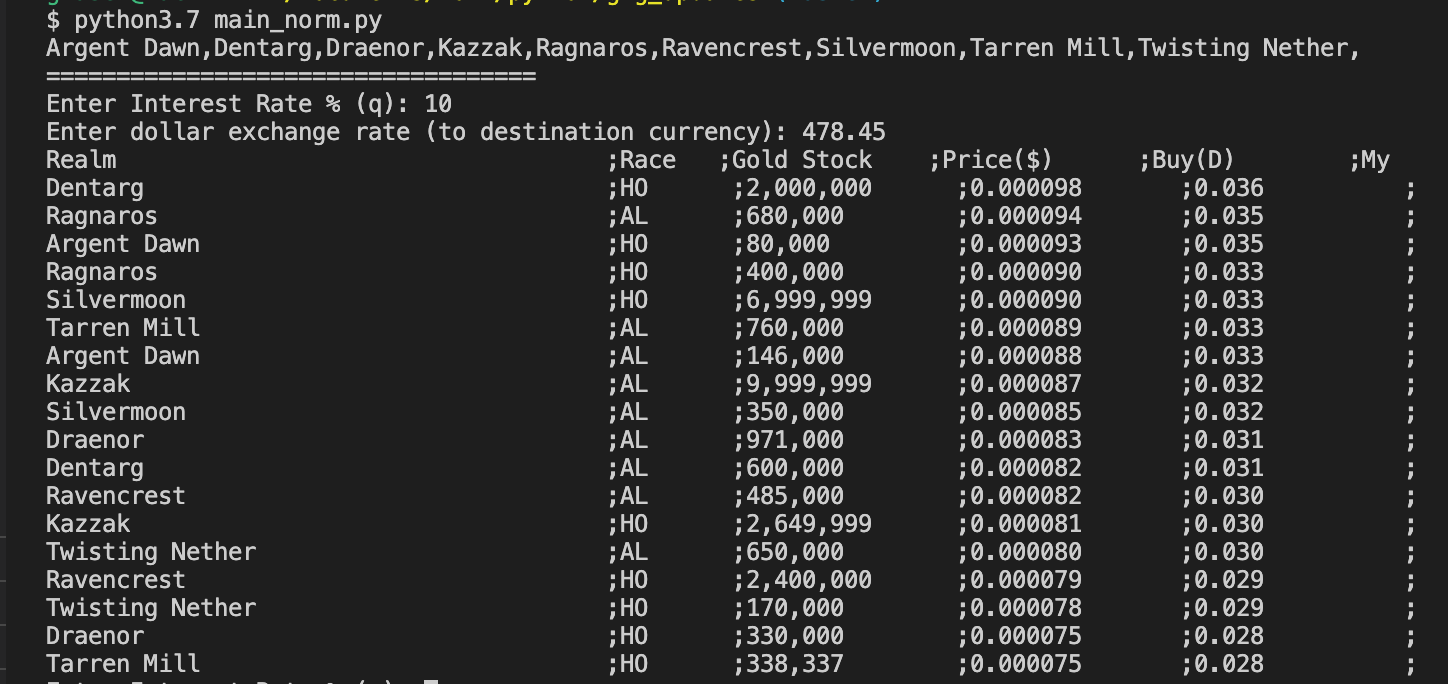 $ python3.7 main_norm.py
Argent Dawn,Dentarg,Draenor,Kazzak,Ragnaros,Ravencrest,Silvermoon,Tarren Mill,Twisting Nether,
===================================
Enter Interest Rate % (q): 10
Enter dollar exchange rate (to destination currency): 478.45
Realm ;Race ;Gold Stock ;Price($) ;Buy(D) ;My
Dentarg ;HO ;2,000,000 ;0.000098 ;0.036 ;
Ragnaros ;AL ;680,000 ;0.000094 ;0.035 ;
Argent Dawn ;HO ;80,000 ;0.000093 ;0.035 ;
Ragnaros ;HO ;400,000 ;0.000090 ;0.033 ;
Silvermoon ;HO ;6,999,999 ;0.000090 ;0.033 ;
Tarren Mill ;AL ;760,000 ;0.000089 ;0.033 ;
Argent Dawn ;AL ;146,000 ;0.000088 ;0.033 ;
Kazzak ;AL ;9,999,999 ;0.000087 ;0.032 ;
Silvermoon ;AL ;350,000 ;0.000085 ;0.032 ;
Draenor ;AL ;971,000 ;0.000083 ;0.031 ;
Dentarg ;AL ;600,000 ;0.000082 ;0.031 ;
Ravencrest ;AL ;485,000 ;0.000082 ;0.030 ;
Kazzak ;HO ;2,649,999 ;0.000081 ;0.030 ;
Twisting Nether ;AL ;650,000 ;0.000080 ;0.030 ;
Ravencrest ;HO ;2,400,000 ;0.000079 ;0.029 ;
Twisting Nether ;HO ;170,000 ;0.000078 ;0.029 ;
Draenor ;HO ;330,000 ;0.000075 ;0.028 ;
Tarren Mill ;HO ;338,337 ;0.000075 ;0.028 ;